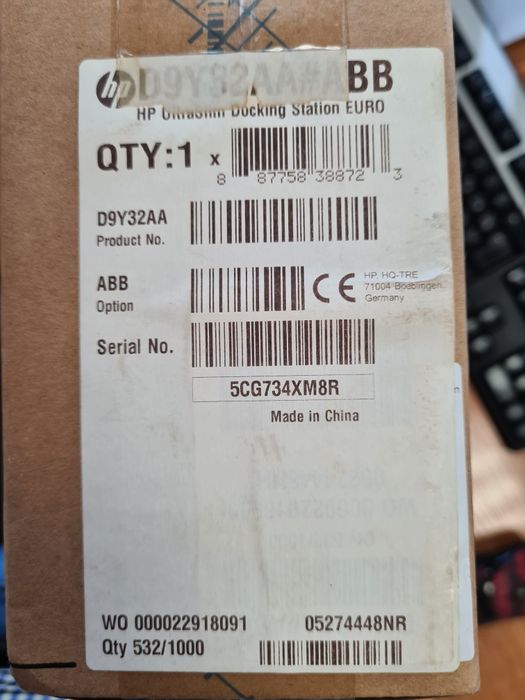 hp D9Y32AA#ABB
HP UltraSlim Docking Station EURO
QTY:1 x
8 87758 38872 3
D9Y32AA
Product No.
ABB
Option
CE
HP, HQ-TRE
71004 Boeblingen
Germany
Serial No.
5CG734XM8R
Made in China
WO 000022918091
05274448NR
Qty 532/1000